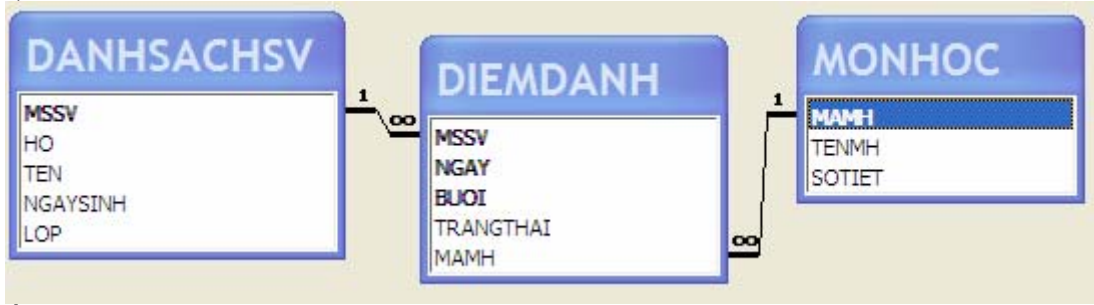 DANHSACHSV
MSSV
HO
TEN
NGAYSINH
LOP
1
∞
DIEMDANH
MSSV
NGAY
BUOI
TRANGTHAI
MAMH
∞
1
MONHOC
MAMH
TENMH
SOTIET